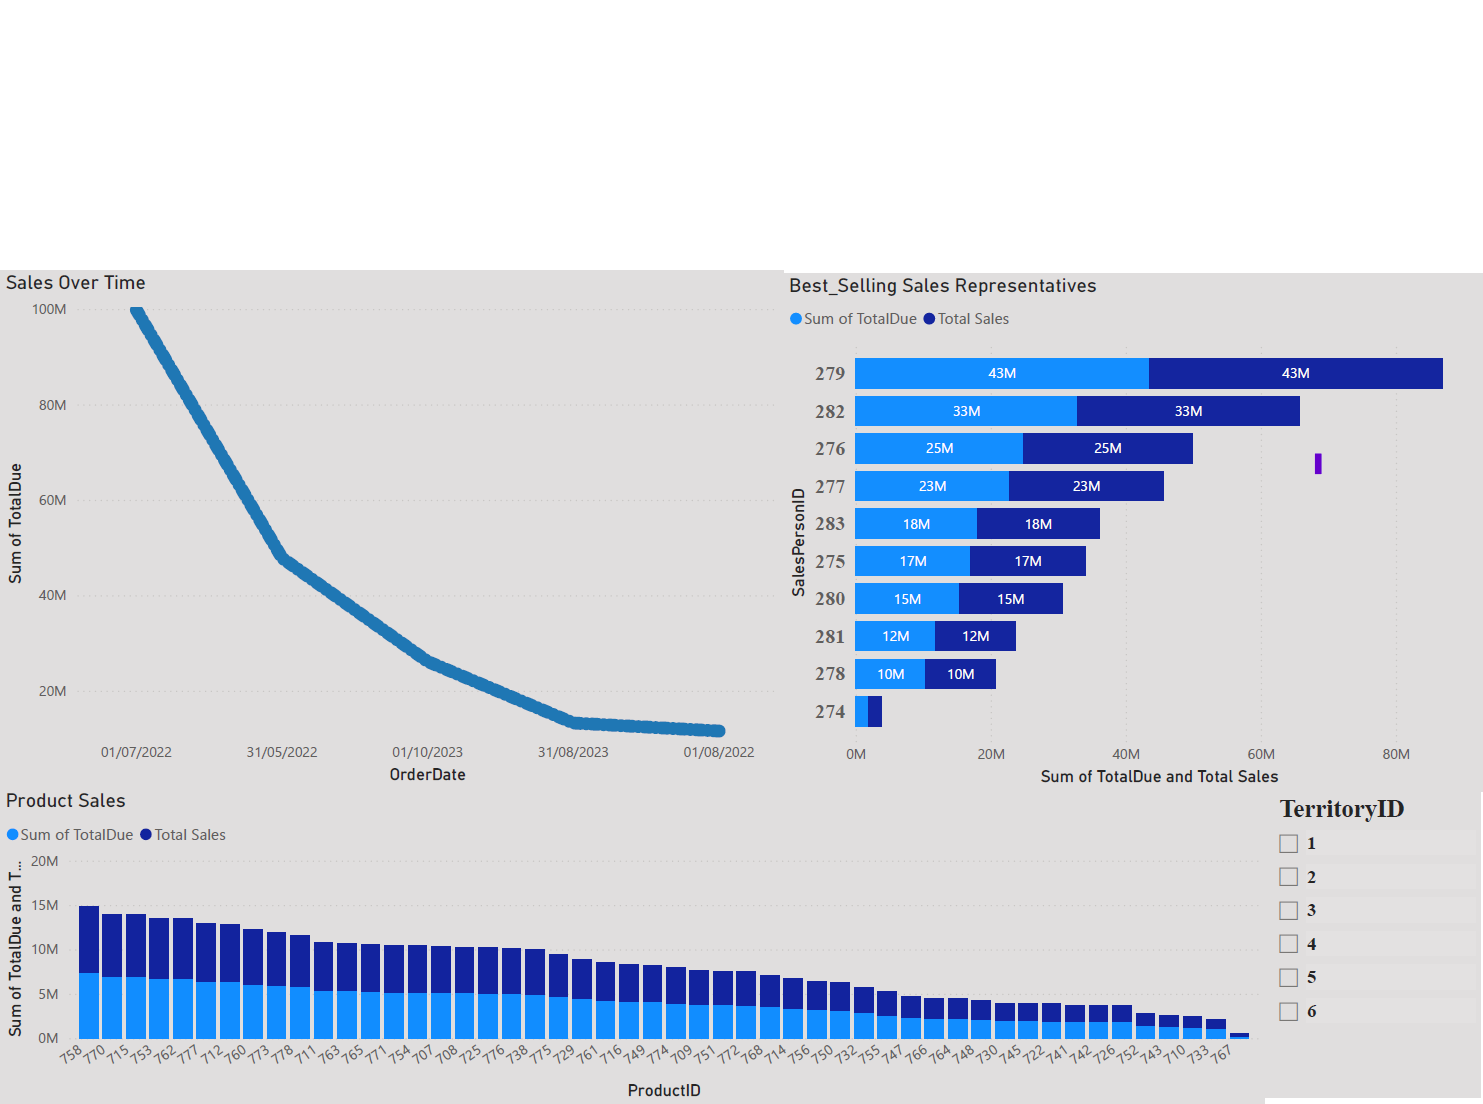 Sales Over Time
Sum of TotalDue
100M
80M
60M
40M
20M
01/07/2022 31/05/2022 01/10/2023 31/08/2023 01/08/2022
OrderDate
Best_Selling Sales Representatives
Sum of TotalDue Total Sales
SalesPersonID
279 43M 43M
282 33M 33M
276 25M 25M
277 23M 23M
283 18M 18M
275 17M 17M
280 15M 15M
281 12M 12M
278 10M 10M
274
0M 20M 40M 60M 80M
Sum of TotalDue and Total Sales
Product Sales
Sum of TotalDue Total Sales
Sum of TotalDue and T...
20M
15M
10M
5M
0M
758 770 715 753 762 777 712 760 773 778 711 763 765 771 754 707 708 725 776 738 775 729 761 716 749 774 709 751 772 768 714 756 750 732 755 747 766 764 748 730 745 722 741 742 726 752 743 710 733 767
ProductID
TerritoryID
1
2
3
4
5
6